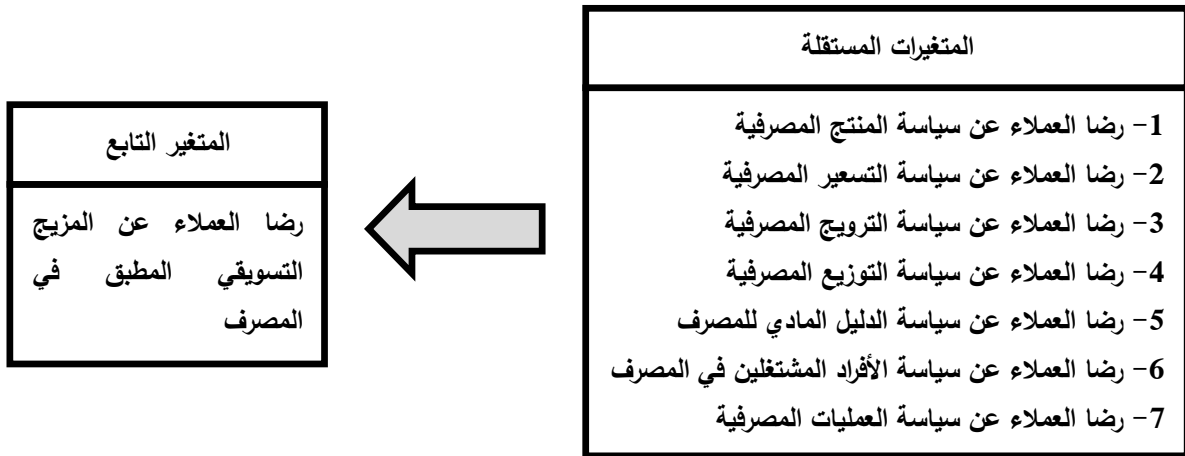 المتغيرات المستقلة
1- رضا العملاء عن سياسة المنتج المصرفية
2- رضا العملاء عن سياسة التسعير المصرفية
3- رضا العملاء عن سياسة الترويج المصرفية
4- رضا العملاء عن سياسة التوزيع المصرفية
5- رضا العملاء عن سياسة الدليل المادي للمصرف
6- رضا العملاء عن سياسة الأفراد المشتغلين في المصرف
7- رضا العملاء عن سياسة العمليات المصرفية
المتغير التابع
رضا العملاء عن المزيج
التسويقي المطبق في
المصرف